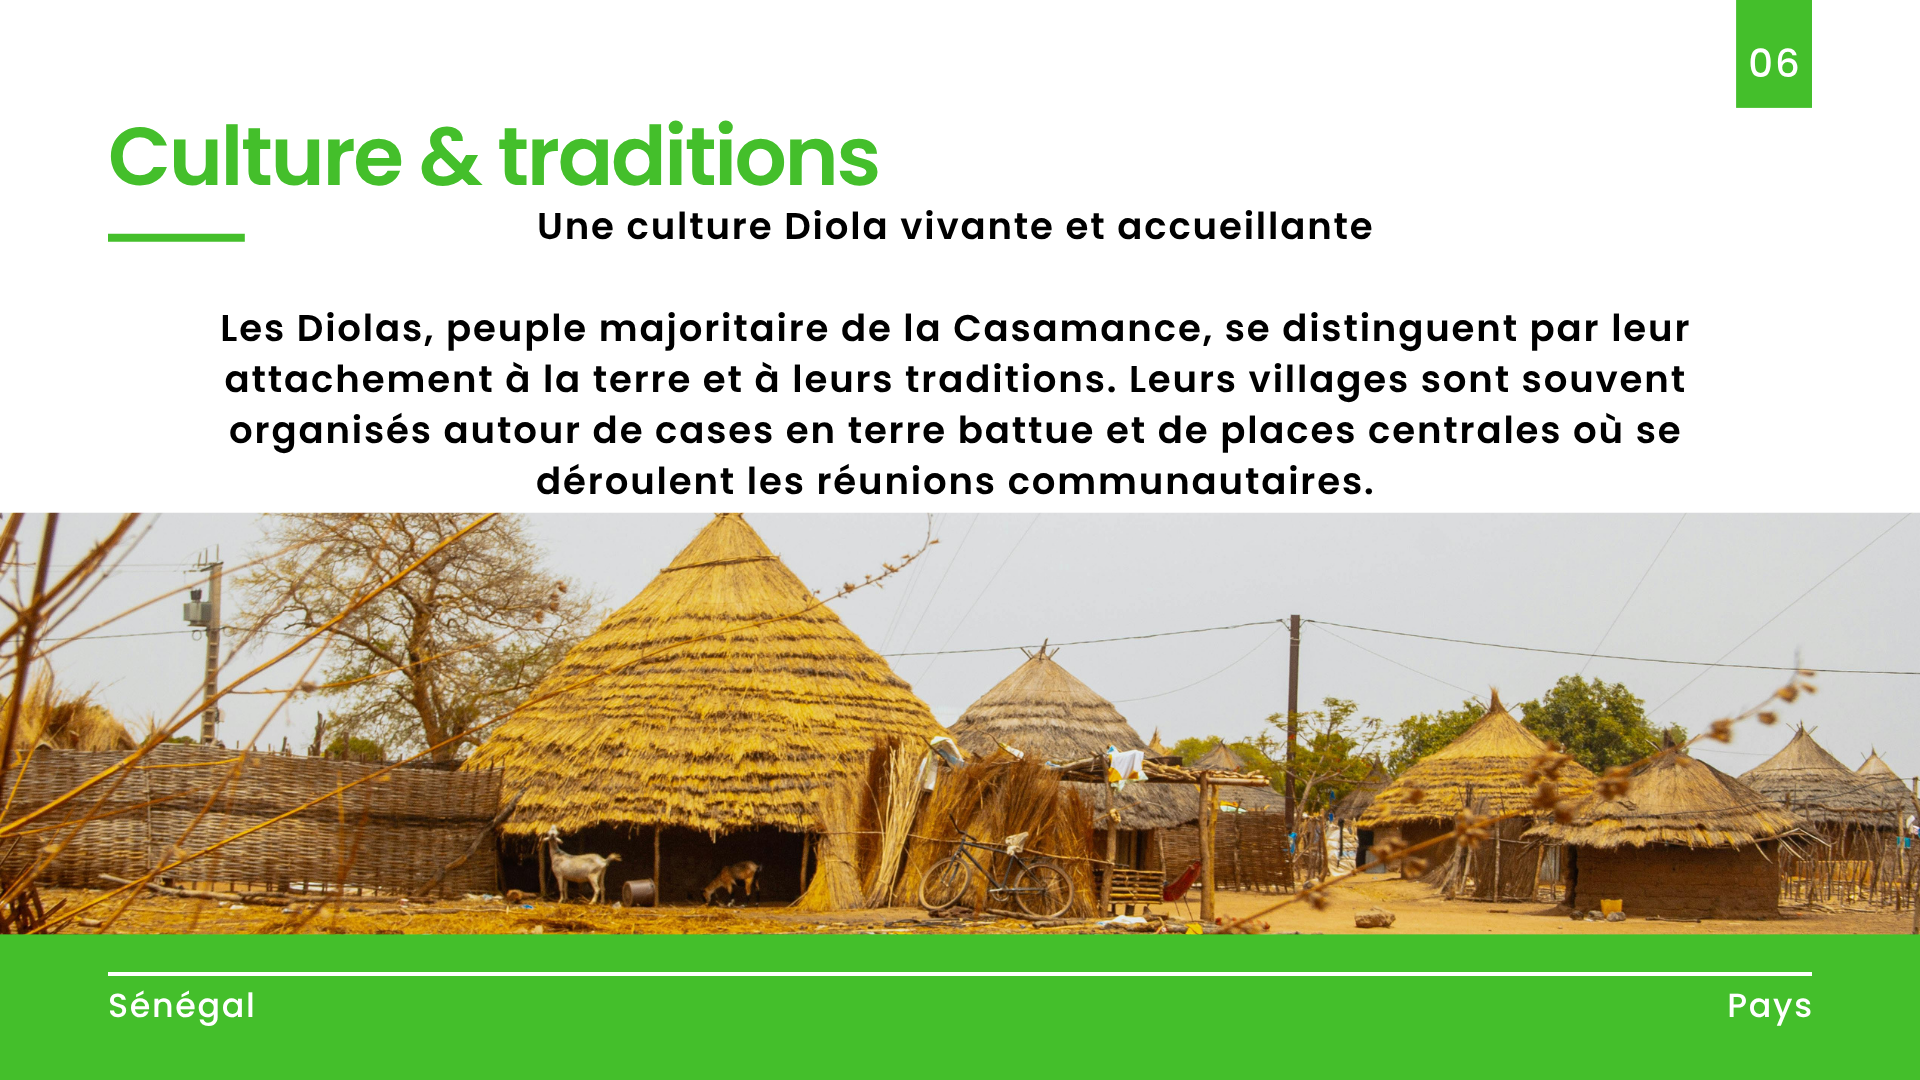 06
Culture & traditions
Une culture Diola vivante et accueillante
Les Diolas, peuple majoritaire de la Casamance, se distinguent par leur
attachement à la terre et à leurs traditions. Leurs villages sont souvent
organisés autour de cases en terre battue et de places centrales où se
déroulent les réunions communautaires.
Sénégal
Pays